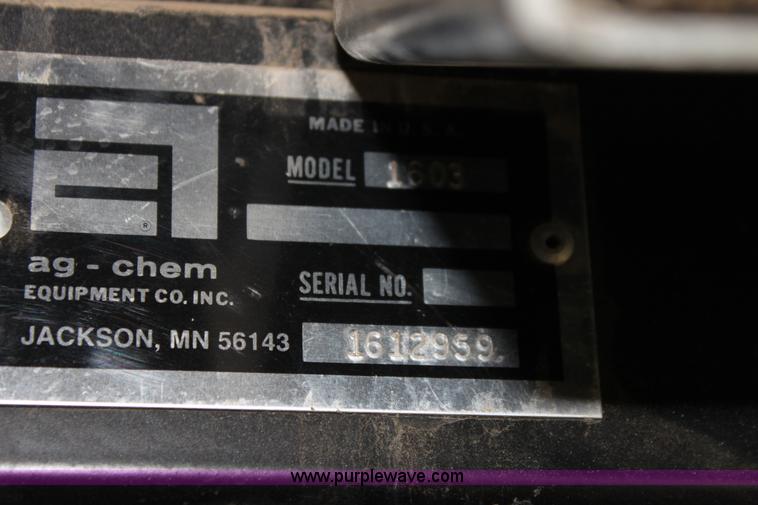 MADE IN U.S.A.
MODEL 1603
®
ag-chem
EQUIPMENT CO. INC.
SERIAL NO.
JACKSON, MN 56143
1612959
www.purplewave.com